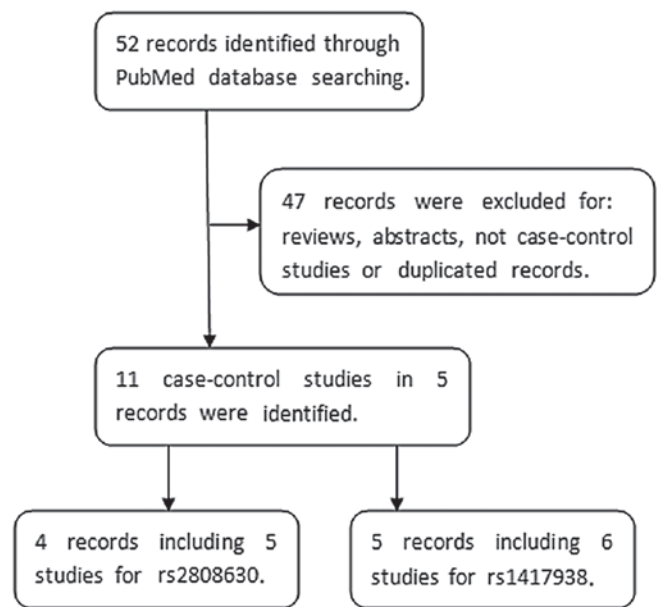 52 records identified through
PubMed database searching.
47 records were excluded for:
reviews, abstracts, not case-control
studies or duplicated records.
11 case-control studies in 5
records were identified.
4 records including 5
studies for rs2808630.
5 records including 6
studies for rs1417938.